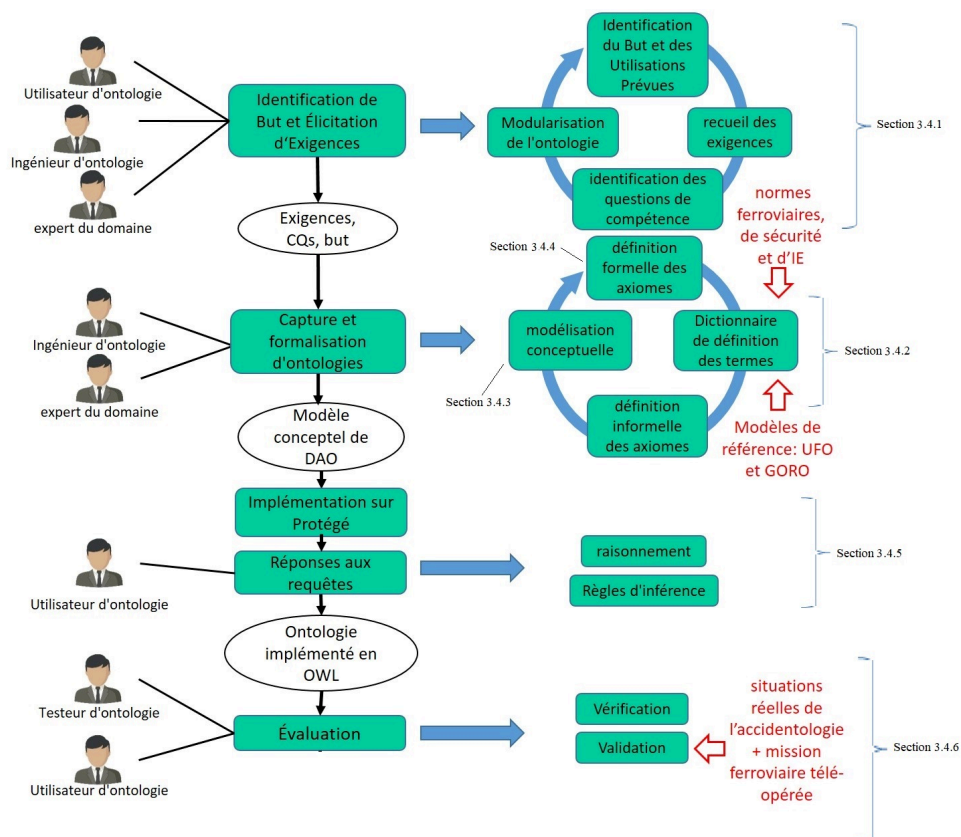 Utilisateur d'ontologie
Ingénieur d'ontologie
expert du domaine
Identification de
But et Élicitation
d'Exigences
Identification
du But et des
Utilisations
Prévues
Modularisation
de l'ontologie
recueil des
exigences
identification des
questions de
compétence
Section 3.4.1
Exigences,
CQs, but
normes
ferroviaires,
de sécurité
et d'IE
Section 3.4.4
définition
formelle des
axiomes
Ingénieur d'ontologie
expert du domaine
Capture et
formalisation
d'ontologies
modélisation
conceptuelle
Dictionnaire
de définition
des termes
Section 3.4.2
Section 3.4.3
définition
informelle
des axiomes
Modèles de
référence: UFO
et GORO
Modèle
conceptel de
DAO
Implémentation sur
Protégé
Utilisateur d'ontologie
Réponses aux
requêtes
raisonnement
Règles d'inférence
Section 3.4.5
Ontologie
implémenté en
OWL
Testeur d'ontologie
Utilisateur d'ontologie
Évaluation
Vérification
Validation
situations
réelles de
l'accidentologie
+ mission
ferroviaire télé-
opérée
Section 3.4.6